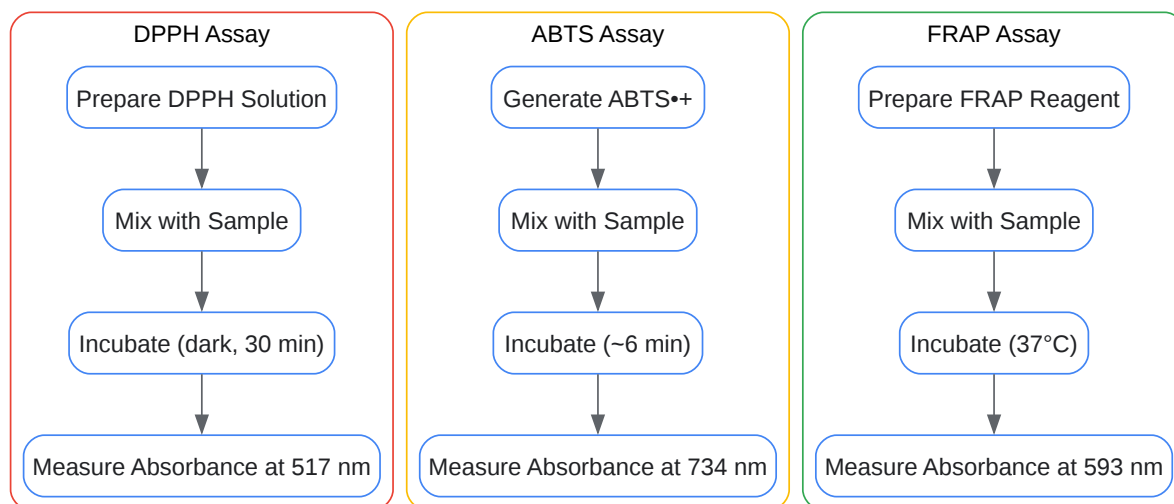 DPPH Assay
Prepare DPPH Solution
Mix with Sample
Incubate (dark, 30 min)
Measure Absorbance at 517 nm
ABTS Assay
Generate ABTS•+
Mix with Sample
Incubate (~6 min)
Measure Absorbance at 734 nm
FRAP Assay
Prepare FRAP Reagent
Mix with Sample
Incubate (37°C)
Measure Absorbance at 593 nm